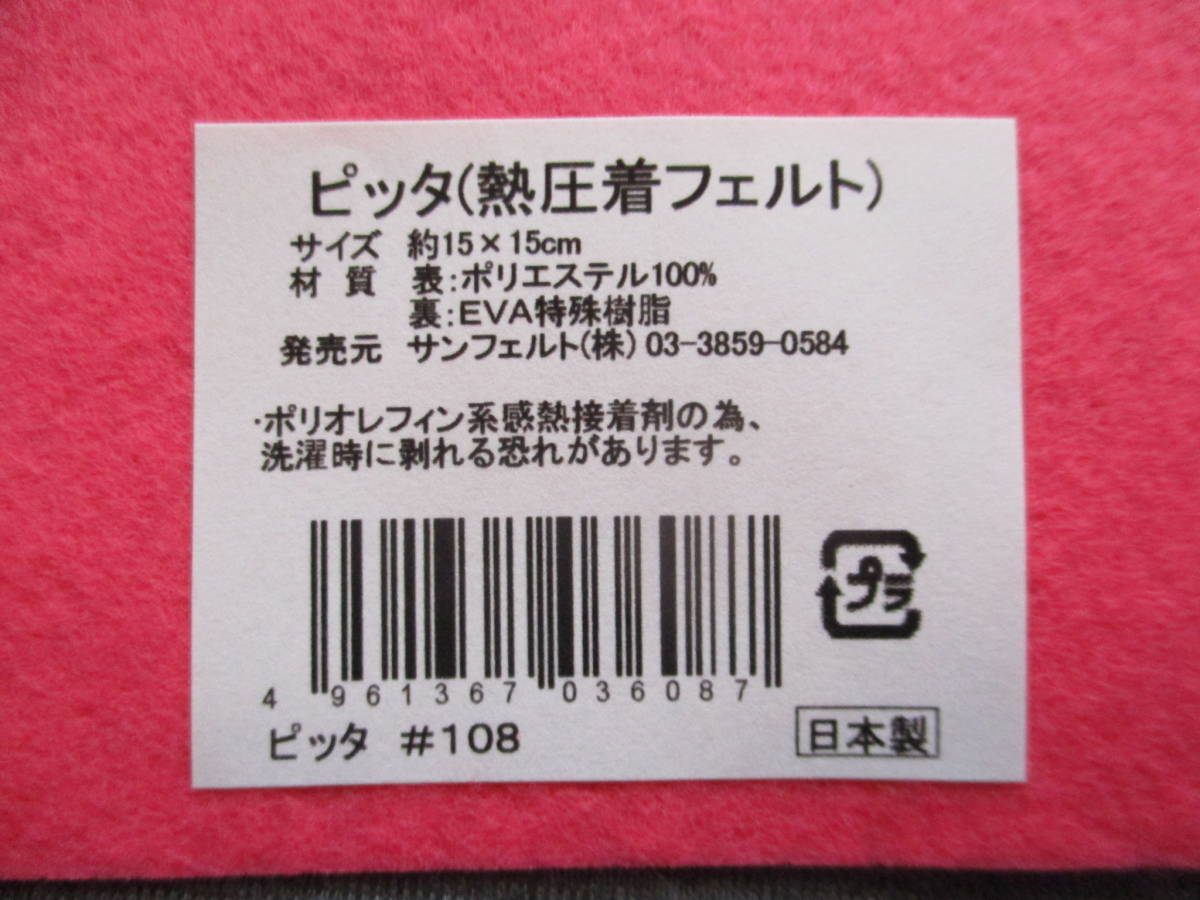 ピッタ(熱圧着フェルト)
サイズ 約15×15cm
材質 表:ポリエステル100%
裏:EVA特殊樹脂
発売元 サンフェルト(株) 03-3859-0584
・ポリオレフィン系感熱接着剤の為、
洗濯時に剥れる恐れがあります。
プラ
4 961367 036087
ピッタ #108
日本製